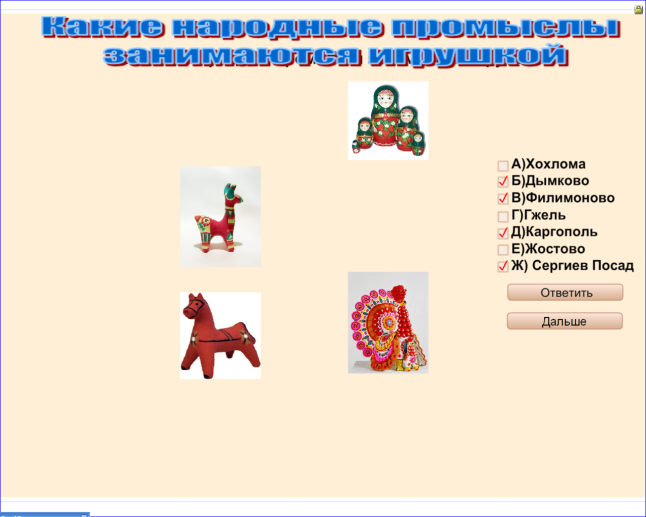 Какие народные промыслы
занимаются игрушкой
А)Хохлома
Б)Дымково
В)Филимоново
Г)Гжель
Д)Каргополь
Е)Жостово
Ж) Сергиев Посад
Ответить
Дальше